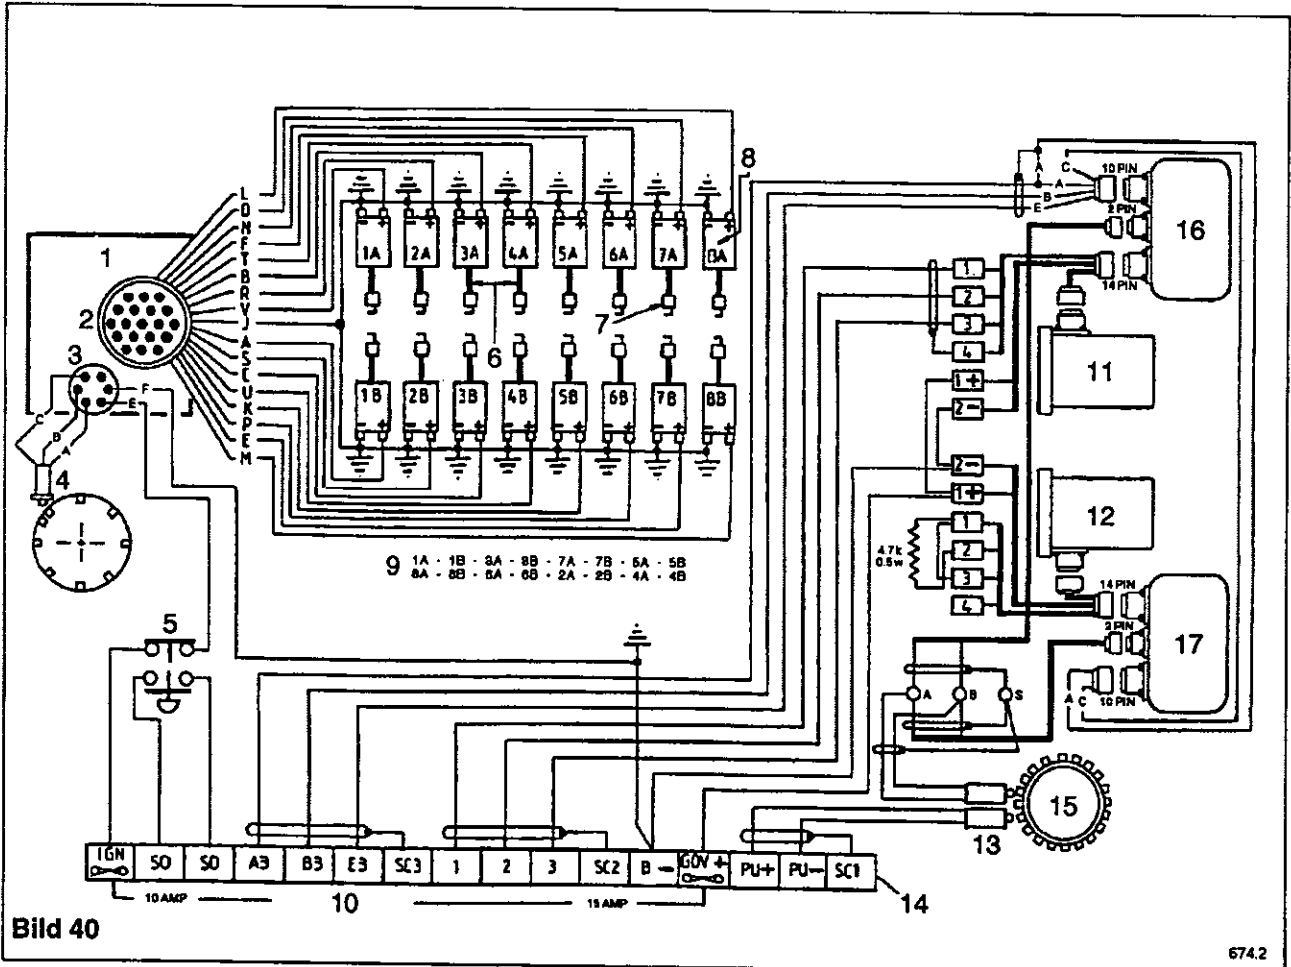 8
A
C
10 PIN
L
D
N
F
T
B
R
V
J
A
S
C
U
K
P
E
M
A
B
E
2 PIN
16
14 PIN
1
2
3
4
1A
2A
3A
4A
5A
6A
7A
8A
1
2
3
4
1+
2-
6
7
11
F
E
C
B
A
1B
2B
3B
4B
5B
6B
7B
8B
2-
1+
1
2
3
4
12
4.7k
0.5w
9
1A - 1B - 3A - 3B - 7A - 7B - 5A - 5B
8A - 8B - 6A - 6B - 2A - 2B - 4A - 4B
5
14 PIN
2 PIN
17
A
C
10 PIN
A
B
S
15
13
IGN
SO
SO
A3
B3
E3
SC3
1
2
3
SC2
B -
GOV +
PU+
PU-
SC1
10 AMP
10
15 AMP
14
Bild 40
674.2